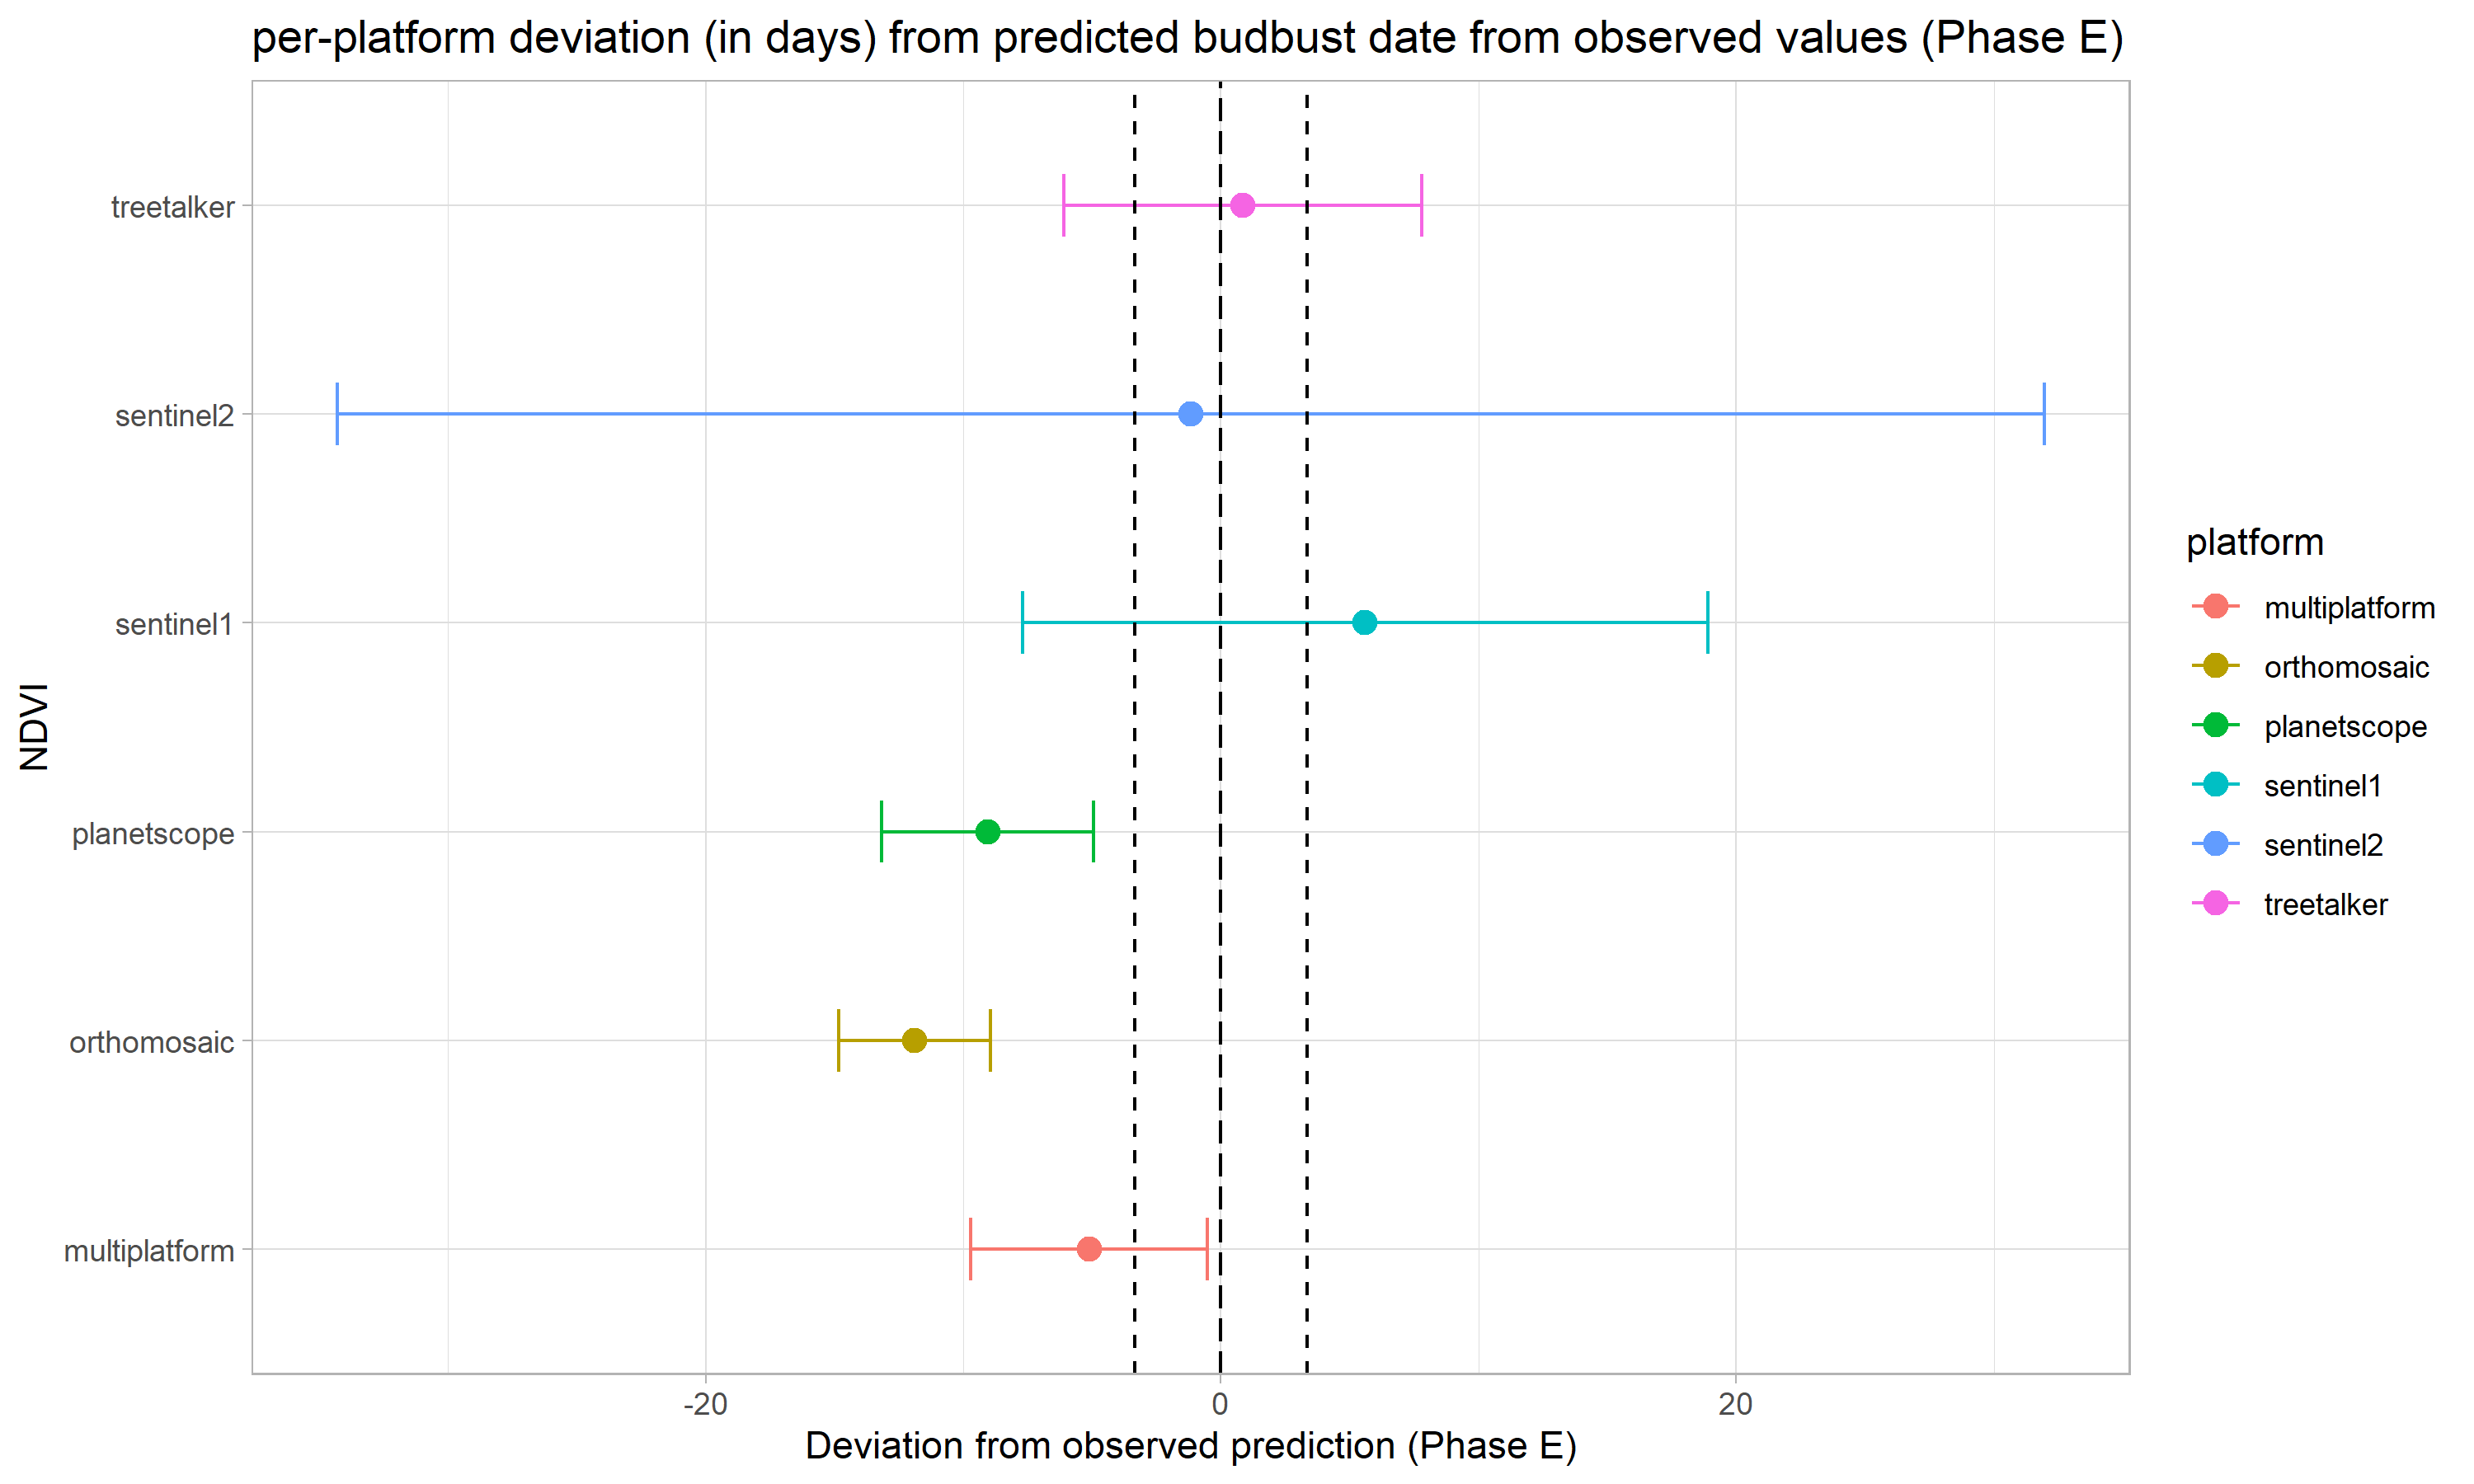 per-platform deviation (in days) from predicted budbust date from observed values (Phase E)
NDVI
treetalker
sentinel2
sentinel1
planetscope
orthomosaic
multiplatform
-20
0
20
Deviation from observed prediction (Phase E)
platform
multiplatform
orthomosaic
planetscope
sentinel1
sentinel2
treetalker